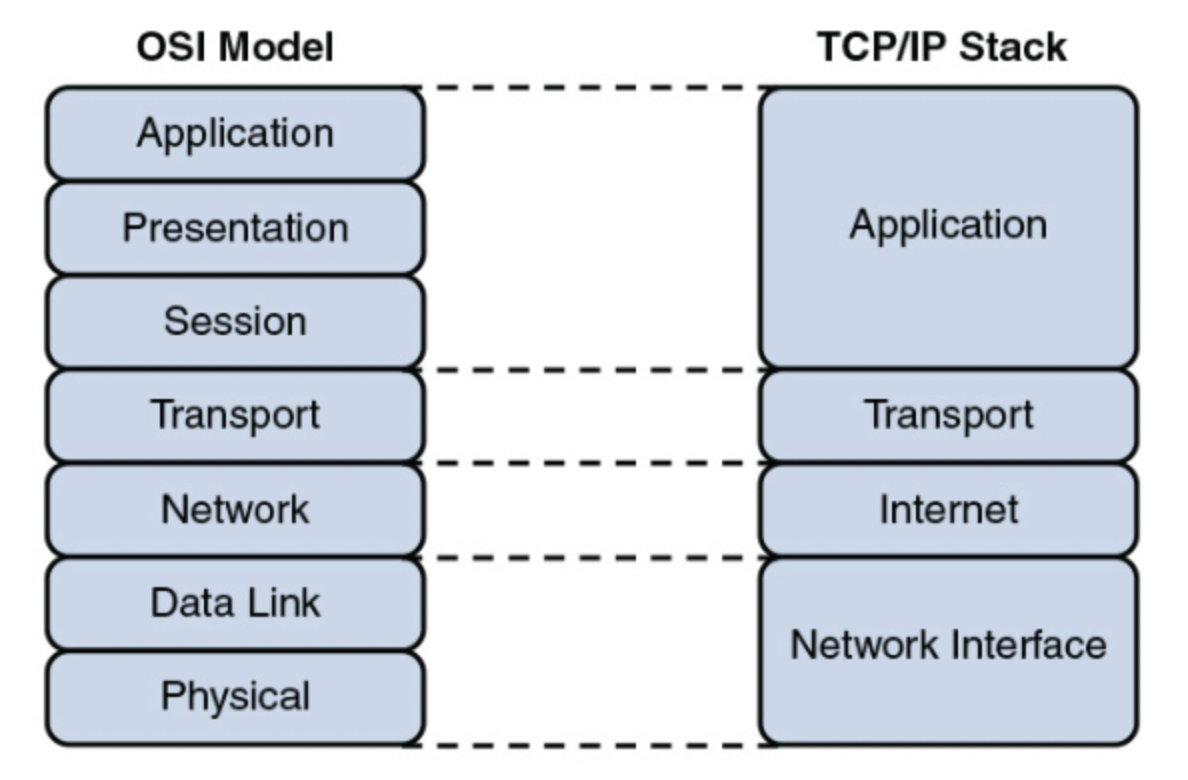 OSI Model
TCP/IP Stack
Application
Presentation
Session
Transport
Network
Data Link
Physical
Application
Transport
Internet
Network Interface